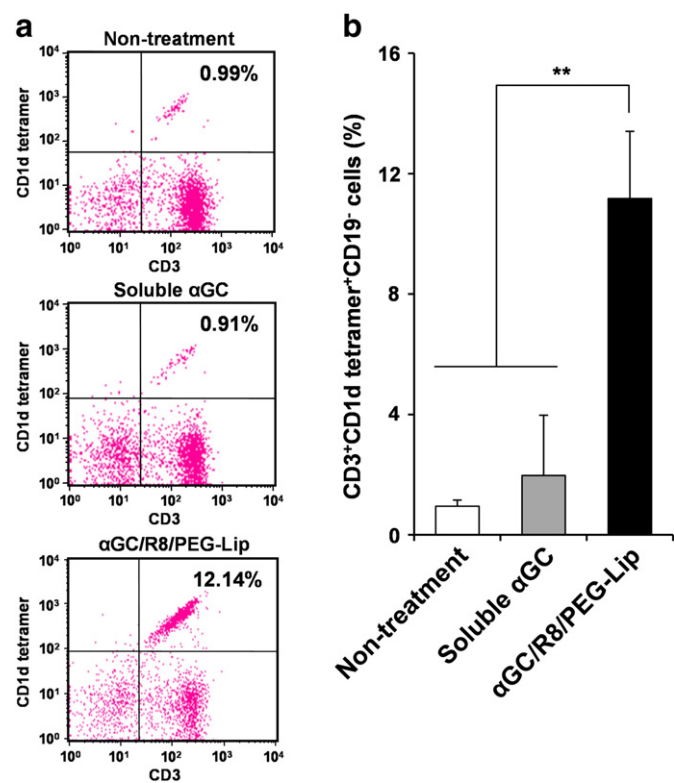 a
Non-treatment
10⁴
10³
10²
10¹
10⁰
CD1d tetramer
0.99%
10⁰ 10¹ 10² 10³ 10⁴
CD3
Soluble αGC
10⁴
10³
10²
10¹
10⁰
CD1d tetramer
0.91%
10⁰ 10¹ 10² 10³ 10⁴
CD3
αGC/R8/PEG-Lip
10⁴
10³
10²
10¹
10⁰
CD1d tetramer
12.14%
10⁰ 10¹ 10² 10³ 10⁴
CD3
b
CD3⁺CD1d tetramer⁺CD19⁻ cells (%)
16
12
8
4
0
**
Non-treatment
Soluble αGC
αGC/R8/PEG-Lip